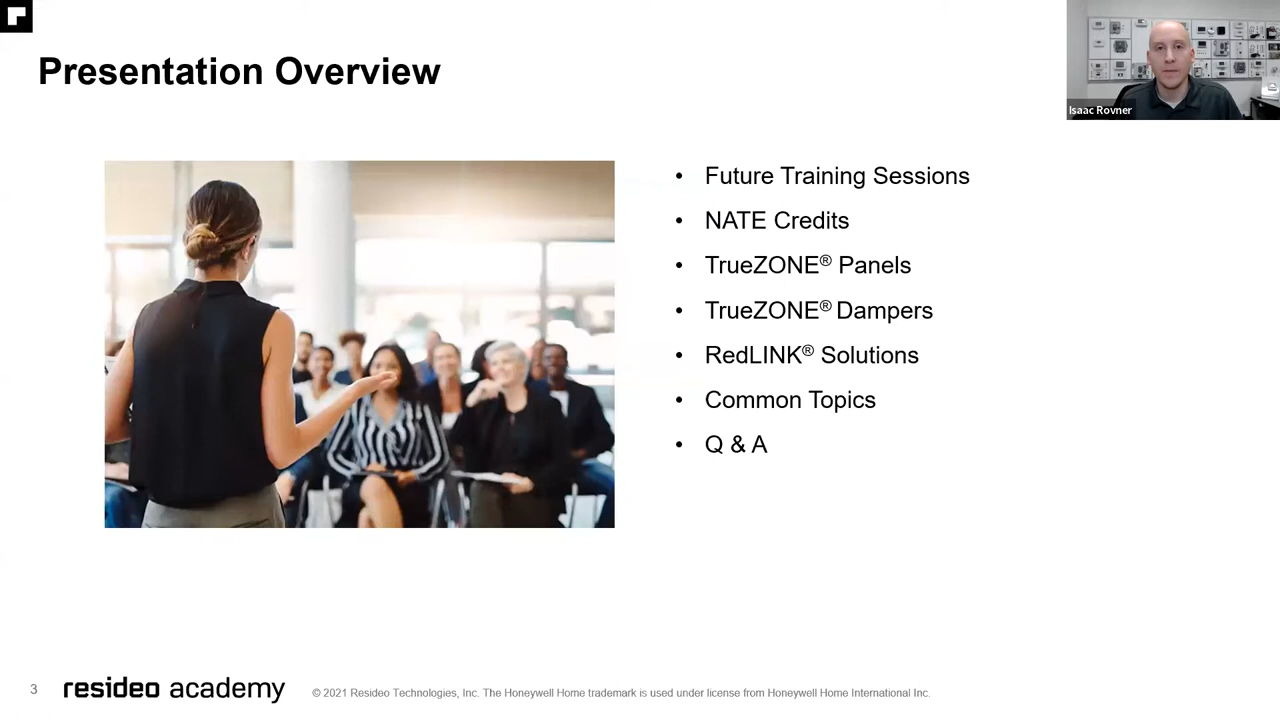 Presentation Overview
Isaac Rovner
• Future Training Sessions
• NATE Credits
• TrueZONE® Panels
• TrueZONE® Dampers
• RedLINK® Solutions
• Common Topics
• Q & A
3
resideo academy
© 2021 Resideo Technologies, Inc. The Honeywell Home trademark is used under license from Honeywell Home International Inc.